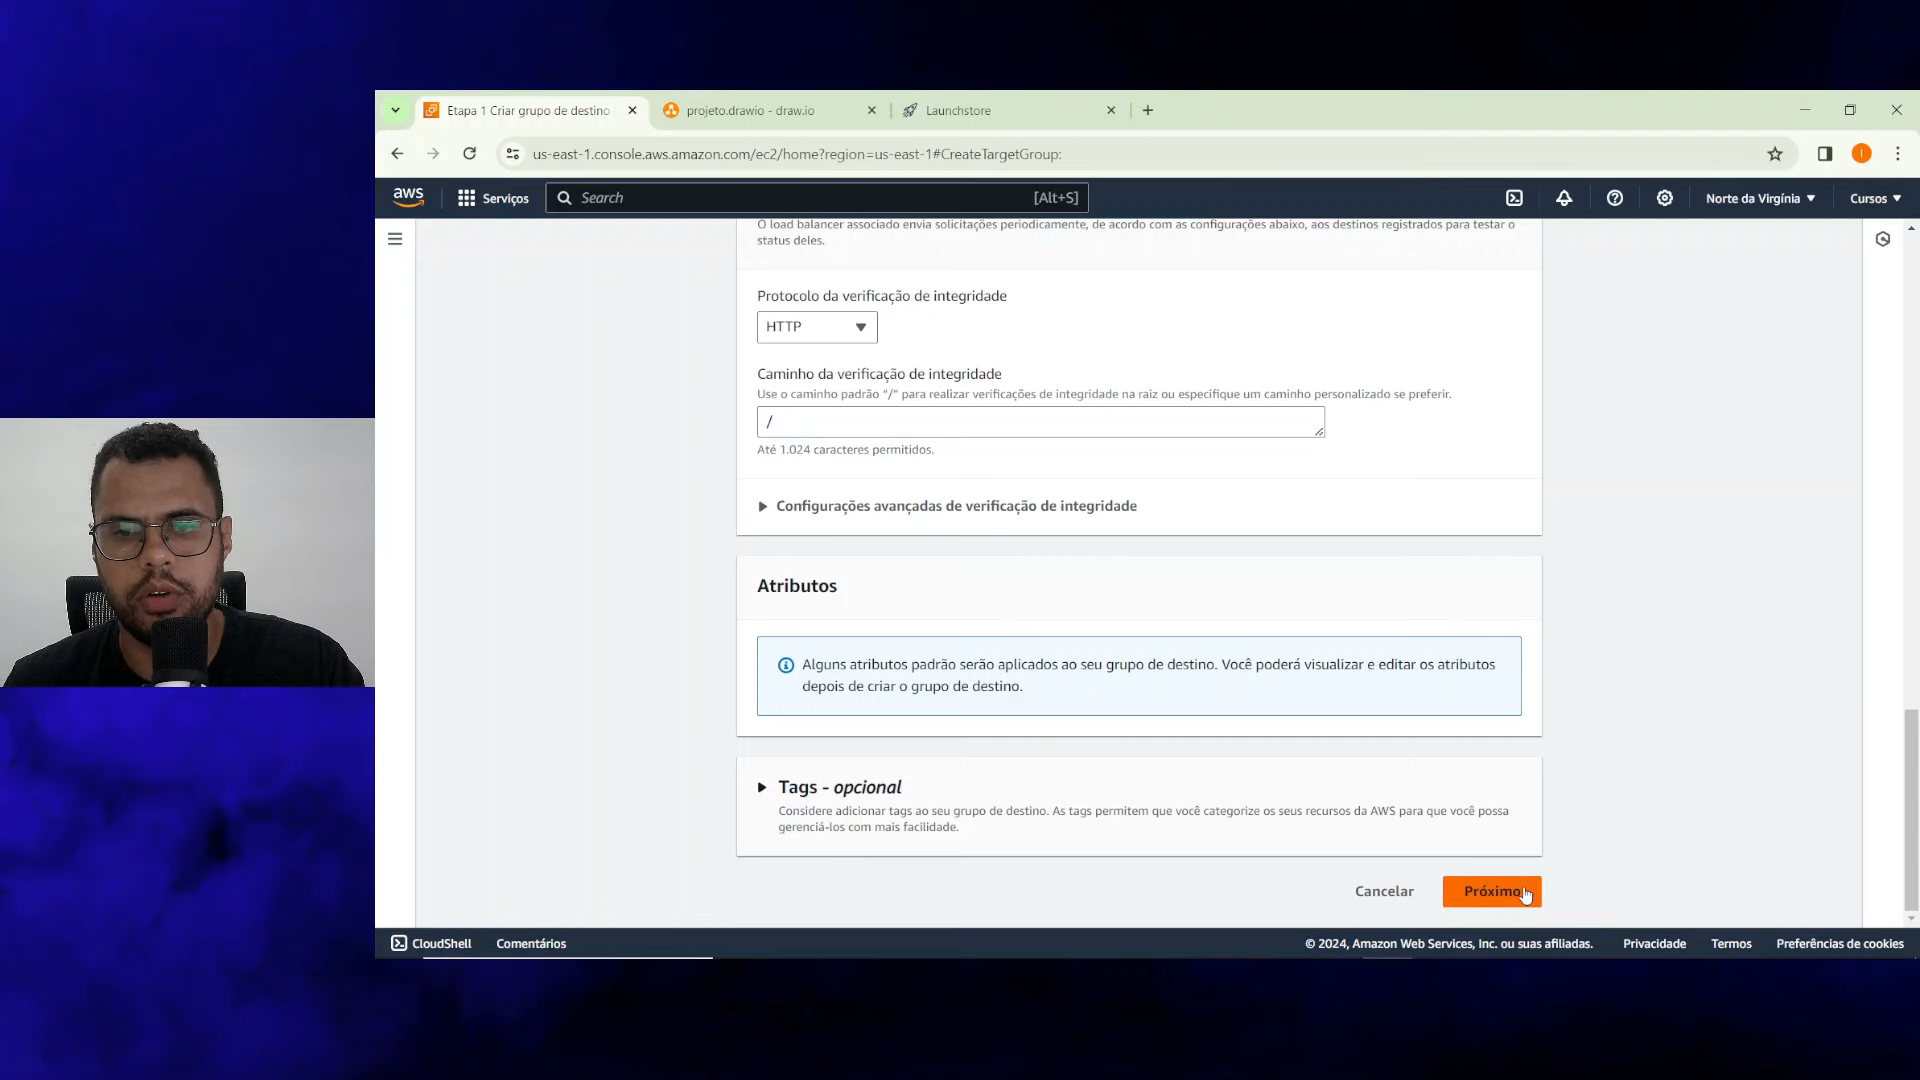 Etapa 1 Criar grupo de destino
projeto.drawio - draw.io
Launchstore
us-east-1.console.aws.amazon.com/ec2/home?region=us-east-1#CreateTargetGroup:
aws
Serviços
Search
[Alt+S]
Norte da Virgínia
Cursos
O load balancer associado envia solicitações periodicamente, de acordo com as configurações abaixo, aos destinos registrados para testar o
status deles.
Protocolo da verificação de integridade
HTTP
Caminho da verificação de integridade
Use o caminho padrão “/” para realizar verificações de integridade na raiz ou especifique um caminho personalizado se preferir.
/
Até 1.024 caracteres permitidos.
Configurações avançadas de verificação de integridade
Atributos
Alguns atributos padrão serão aplicados ao seu grupo de destino. Você poderá visualizar e editar os atributos
depois de criar o grupo de destino.
Tags - opcional
Considere adicionar tags ao seu grupo de destino. As tags permitem que você categorize os seus recursos da AWS para que você possa
gerenciá-los com mais facilidade.
Cancelar
Próximo
CloudShell
Comentários
© 2024, Amazon Web Services, Inc. ou suas afiliadas.
Privacidade
Termos
Preferências de cookies